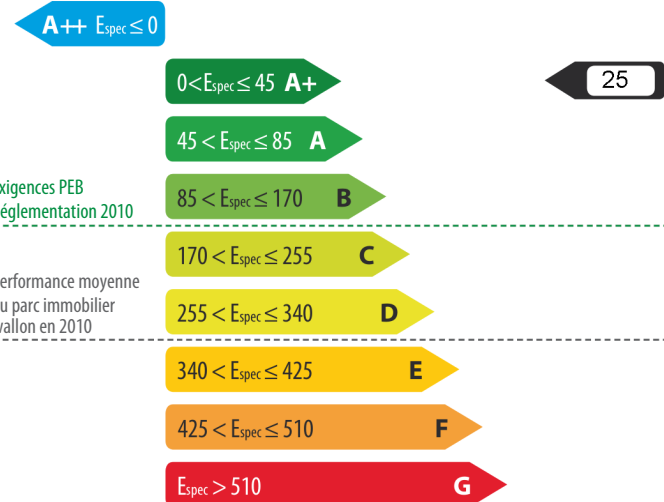 A++ Espec ≤ 0
0<Espec≤ 45 A+
25
45 < Espec ≤ 85 A
xigences PEB
églementation 2010
85 < Espec ≤ 170 B
170 < Espec ≤ 255 C
erformance moyenne
u parc immobilier
vallon en 2010
255 < Espec ≤ 340 D
340 < Espec ≤ 425 E
425 < Espec ≤ 510 F
Espec > 510 G